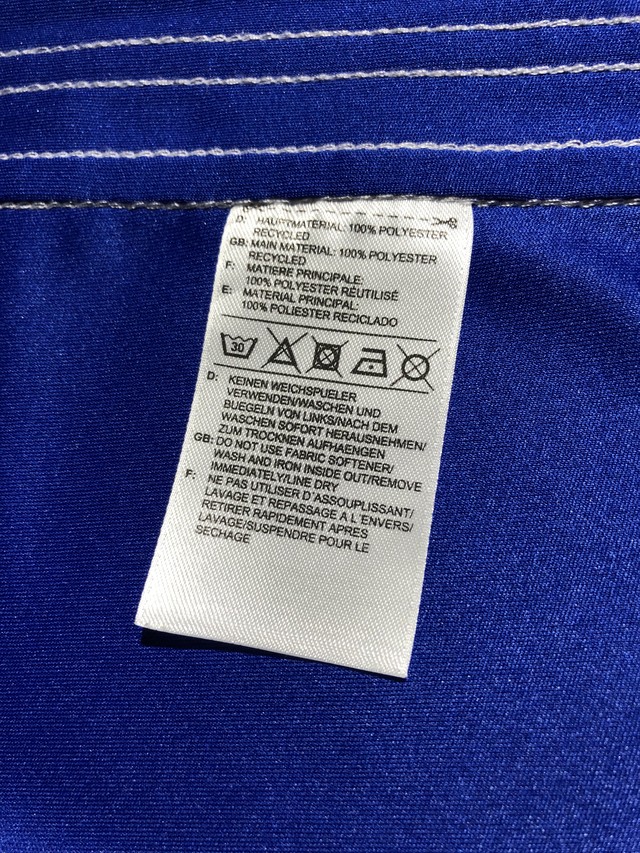 D: HAUPTMATERIAL: 100% POLYESTER
RECYCLED
GB: MAIN MATERIAL: 100% POLYESTER
RECYCLED
F: MATIERE PRINCIPALE:
100% POLYESTER RÉUTILISÉ
E: MATERIAL PRINCIPAL:
100% POLIESTER RECICLADO
30
D: KEINEN WEICHSPUELER
VERWENDEN/WASCHEN UND
BUEGELN VON LINKS/NACH DEM
WASCHEN SOFORT HERAUSNEHMEN/
ZUM TROCKNEN AUFHAENGEN
GB: DO NOT USE FABRIC SOFTENER/
WASH AND IRON INSIDE OUT/REMOVE
IMMEDIATELY/LINE DRY
F: NE PAS UTILISER D'ASSOUPLISSANT/
LAVAGE ET REPASSAGE A L'ENVERS/
RETIRER RAPIDEMENT APRES
LAVAGE/SUSPENDRE POUR LE
SECHAGE